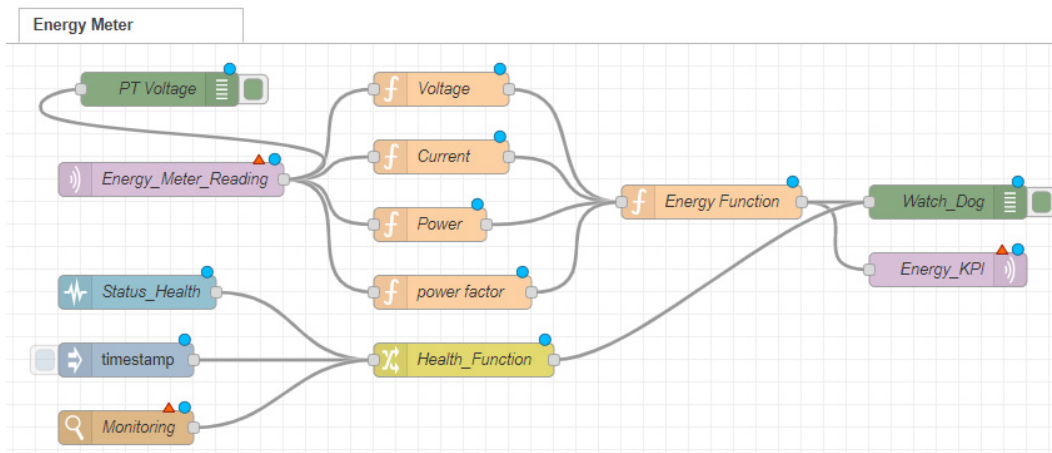 Energy Meter
PT Voltage
Voltage
Current
Energy_Meter_Reading
Energy Function
Watch_Dog
Power
Energy_KPI
Status_Health
power factor
timestamp
Health_Function
Monitoring